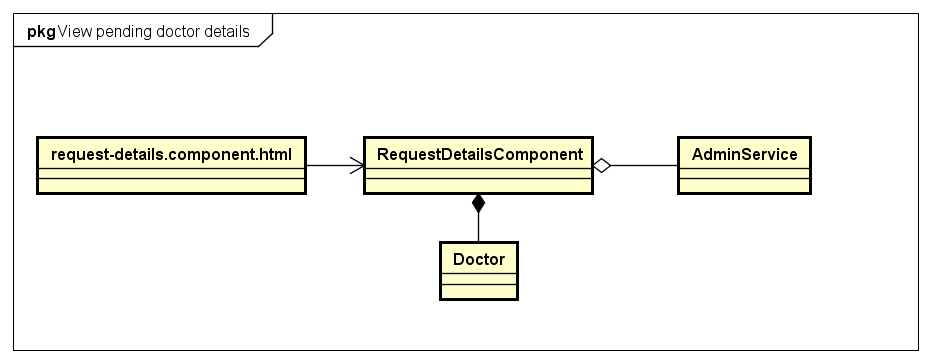 pkg View pending doctor details
request-details.component.html
RequestDetailsComponent
AdminService
Doctor